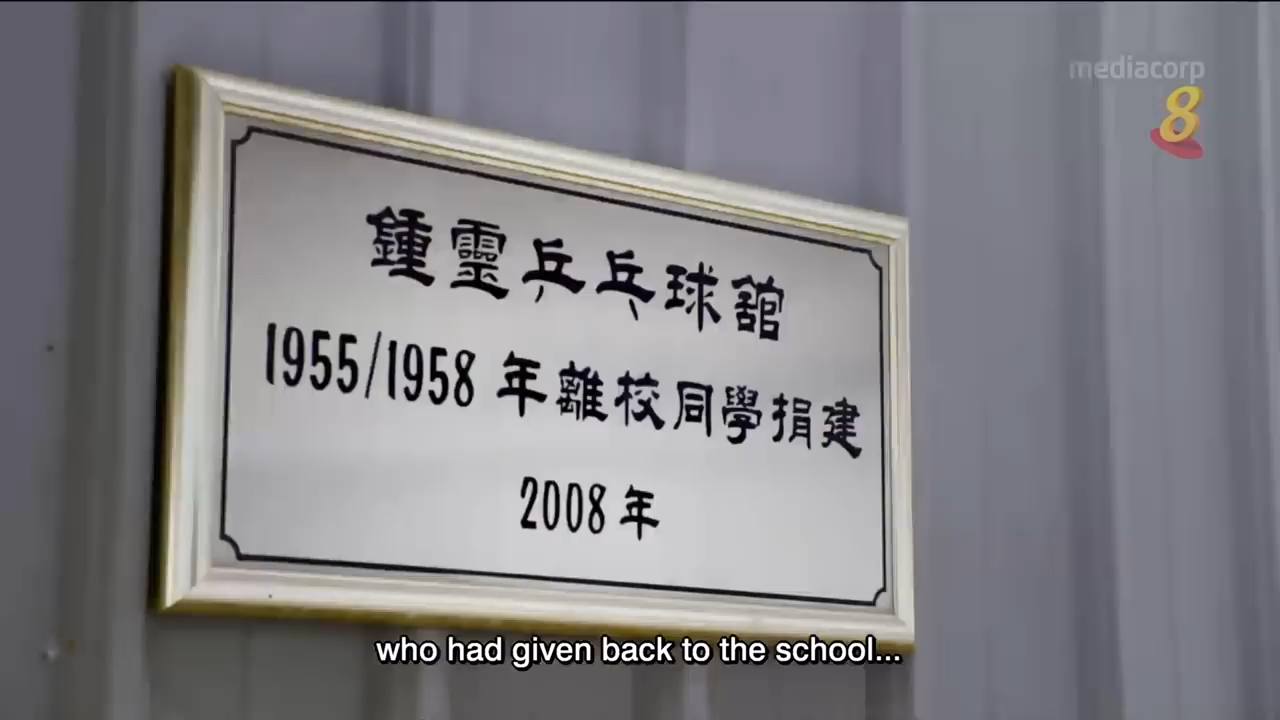 mediacorp
8
鍾靈乒乓球舘
1955/1958 年離校同學捐建
2008 年
who had given back to the school...